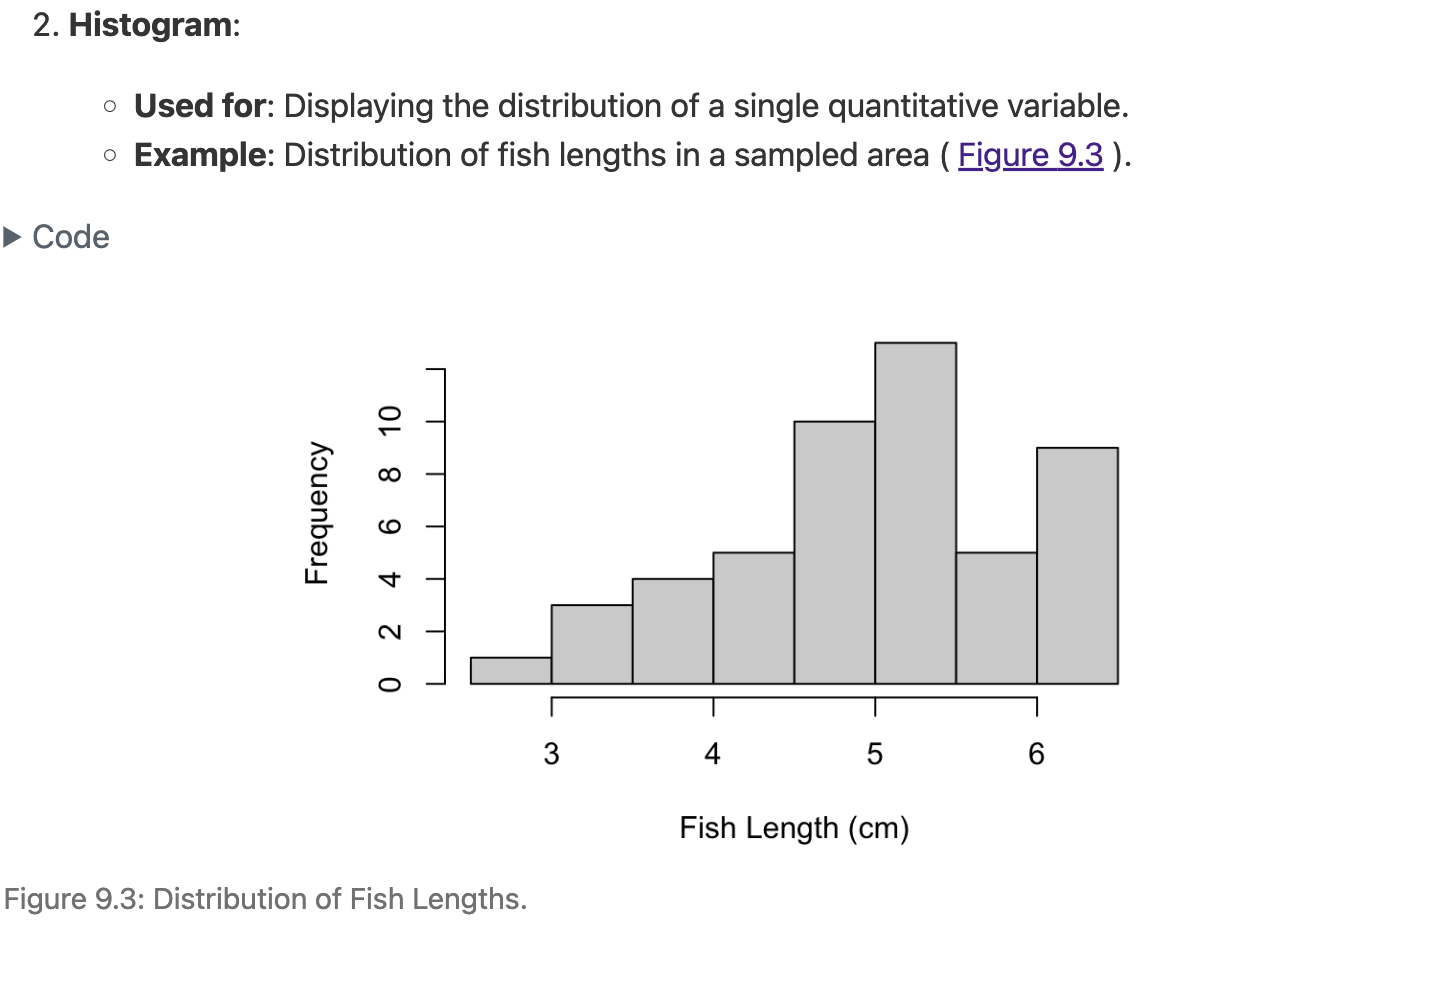 2. Histogram:
Used for: Displaying the distribution of a single quantitative variable.
Example: Distribution of fish lengths in a sampled area ( Figure 9.3 ).
Code
Frequency
0 2 4 6 8 10
3 4 5 6
Fish Length (cm)
Figure 9.3: Distribution of Fish Lengths.